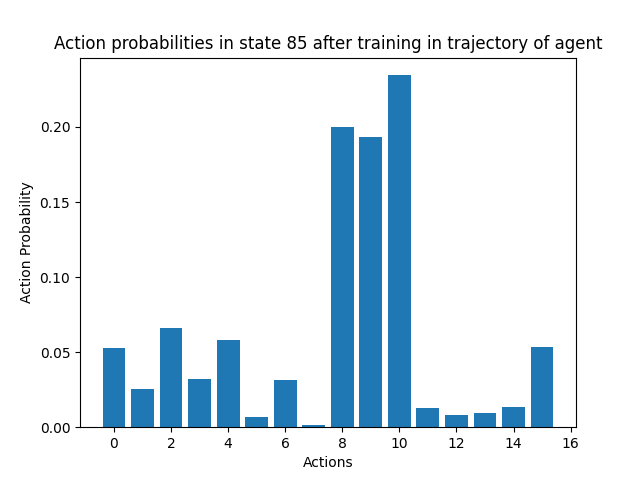 Action probabilities in state 85 after training in trajectory of agent
0.20
0.15
0.10
0.05
0.00
Action Probability
0 2 4 6 8 10 12 14 16
Actions